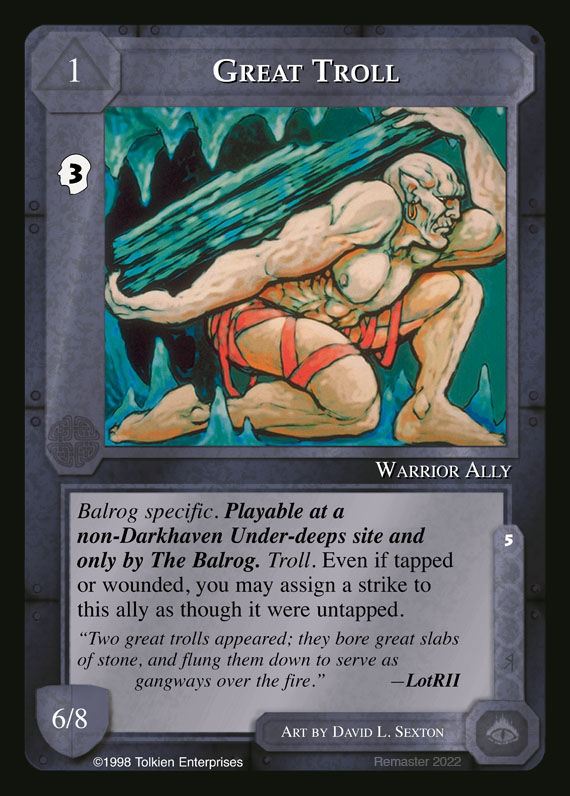 1
Great Troll
3
Warrior Ally
Balrog specific. Playable at a
non-Darkhaven Under-deeps site and
only by The Balrog. Troll. Even if tapped
or wounded, you may assign a strike to
this ally as though it were untapped.
“Two great trolls appeared; they bore great slabs
of stone, and flung them down to serve as
gangways over the fire.” —LotRII
5
6/8
Art by David L. Sexton
©1998 Tolkien Enterprises
Remaster 2022